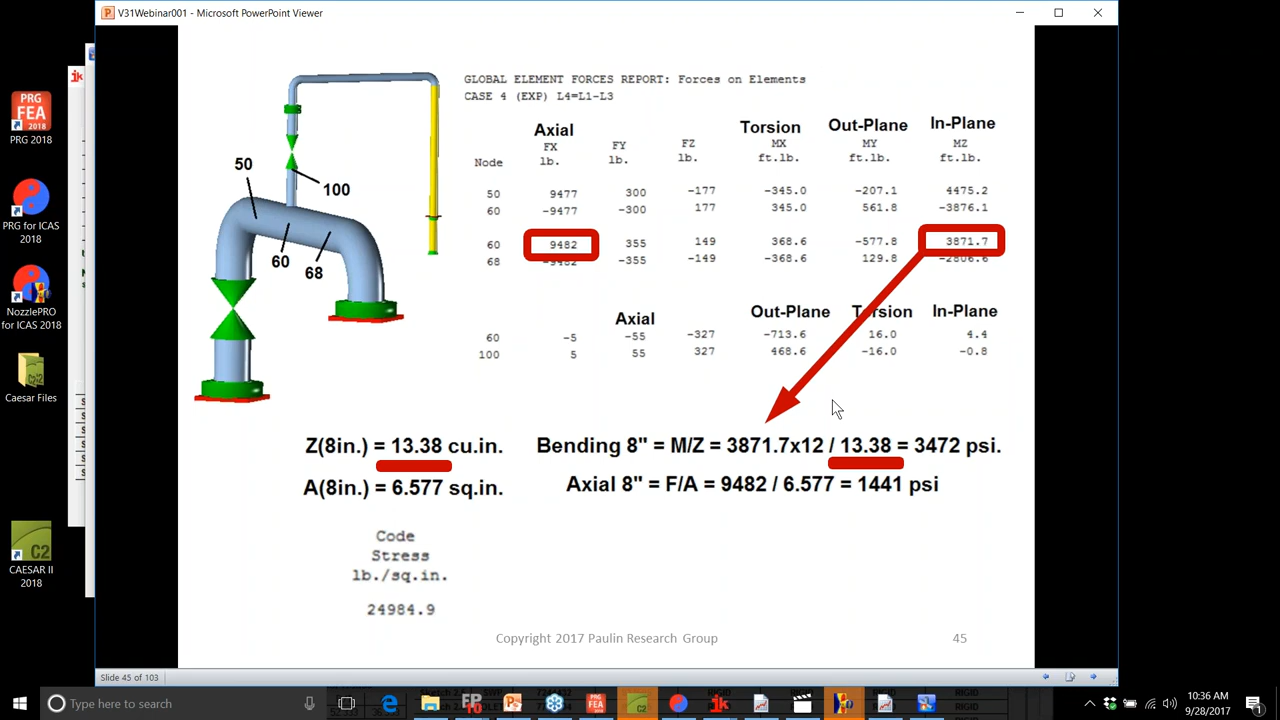 V31Webinar001 - Microsoft PowerPoint Viewer
PRG
FEA
2018
PRG 2018
PRG for ICAS
2018
NozzlePRO
for ICAS 2018
C2
Caesar Files
C2
CAESAR II
2018
ik
50
100
60
68
GLOBAL ELEMENT FORCES REPORT: Forces on Elements
CASE 4 (EXP) L4=L1-L3
Axial Torsion Out-Plane In-Plane
FX FY FZ MX MY MZ
Node lb. lb. lb. ft.lb. ft.lb. ft.lb.
50 9477 300 -177 -345.0 -207.1 4475.2
60 -9477 -300 177 345.0 561.8 -3876.1
60 9482 355 149 368.6 -577.8 3871.7
68 -9482 -355 -149 -368.6 129.8 -2806.6
Axial Out-Plane Torsion In-Plane
60 -5 -55 -327 -713.6 16.0 4.4
100 5 55 327 468.6 -16.0 -0.8
Z(8in.) = 13.38 cu.in. Bending 8" = M/Z = 3871.7x12 / 13.38 = 3472 psi.
A(8in.) = 6.577 sq.in. Axial 8" = F/A = 9482 / 6.577 = 1441 psi
Code
Stress
lb./sq.in.
24984.9
Copyright 2017 Paulin Research Group 45
Slide 45 of 103
Type here to search
10:36 AM
9/28/2017